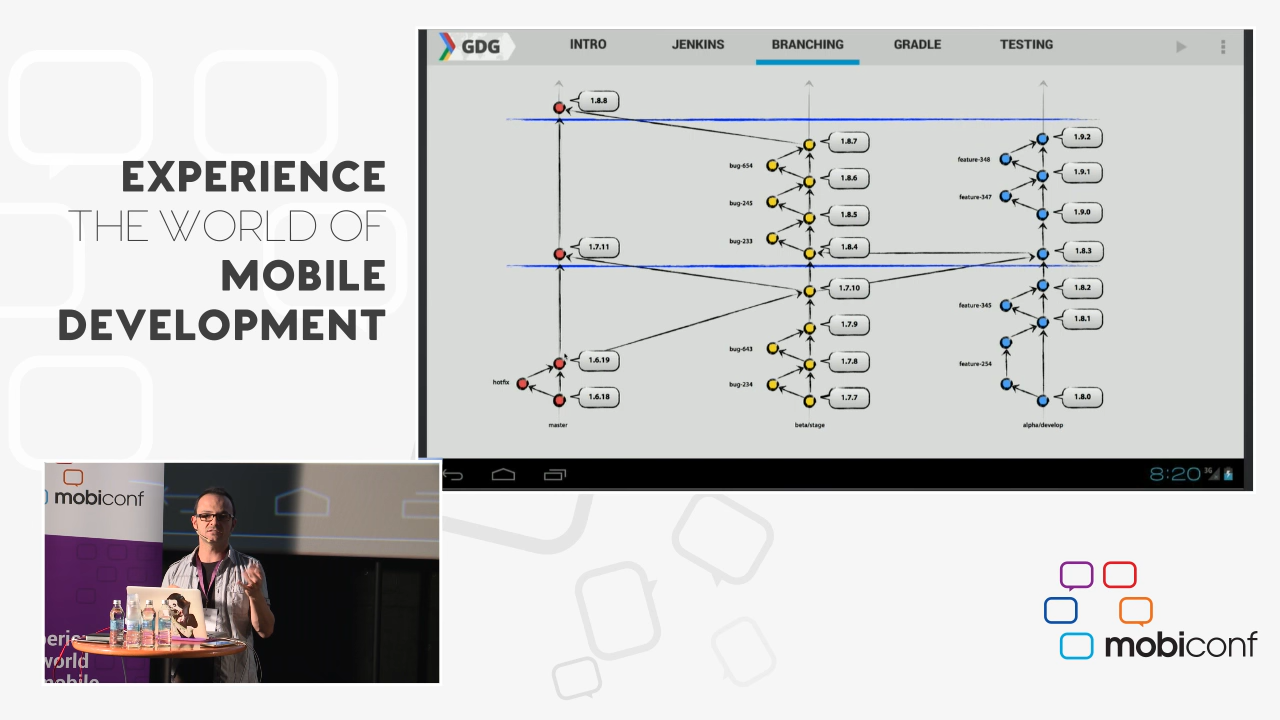 EXPERIENCE
THE WORLD OF
MOBILE
DEVELOPMENT
GDG
INTRO
JENKINS
BRANCHING
GRADLE
TESTING
1.8.8
1.8.7
1.9.2
bug-654
feature-348
1.8.6
1.9.1
bug-245
feature-347
1.8.5
1.9.0
bug-233
1.7.11
1.8.4
1.8.3
1.7.10
1.8.2
feature-345
1.7.9
1.8.1
bug-643
1.6.19
1.7.8
feature-254
hotfix
bug-234
1.6.18
1.7.7
1.8.0
master
beta/stage
alpha/develop
8:20
3G
mobiconf
world
mobile
mobiconf